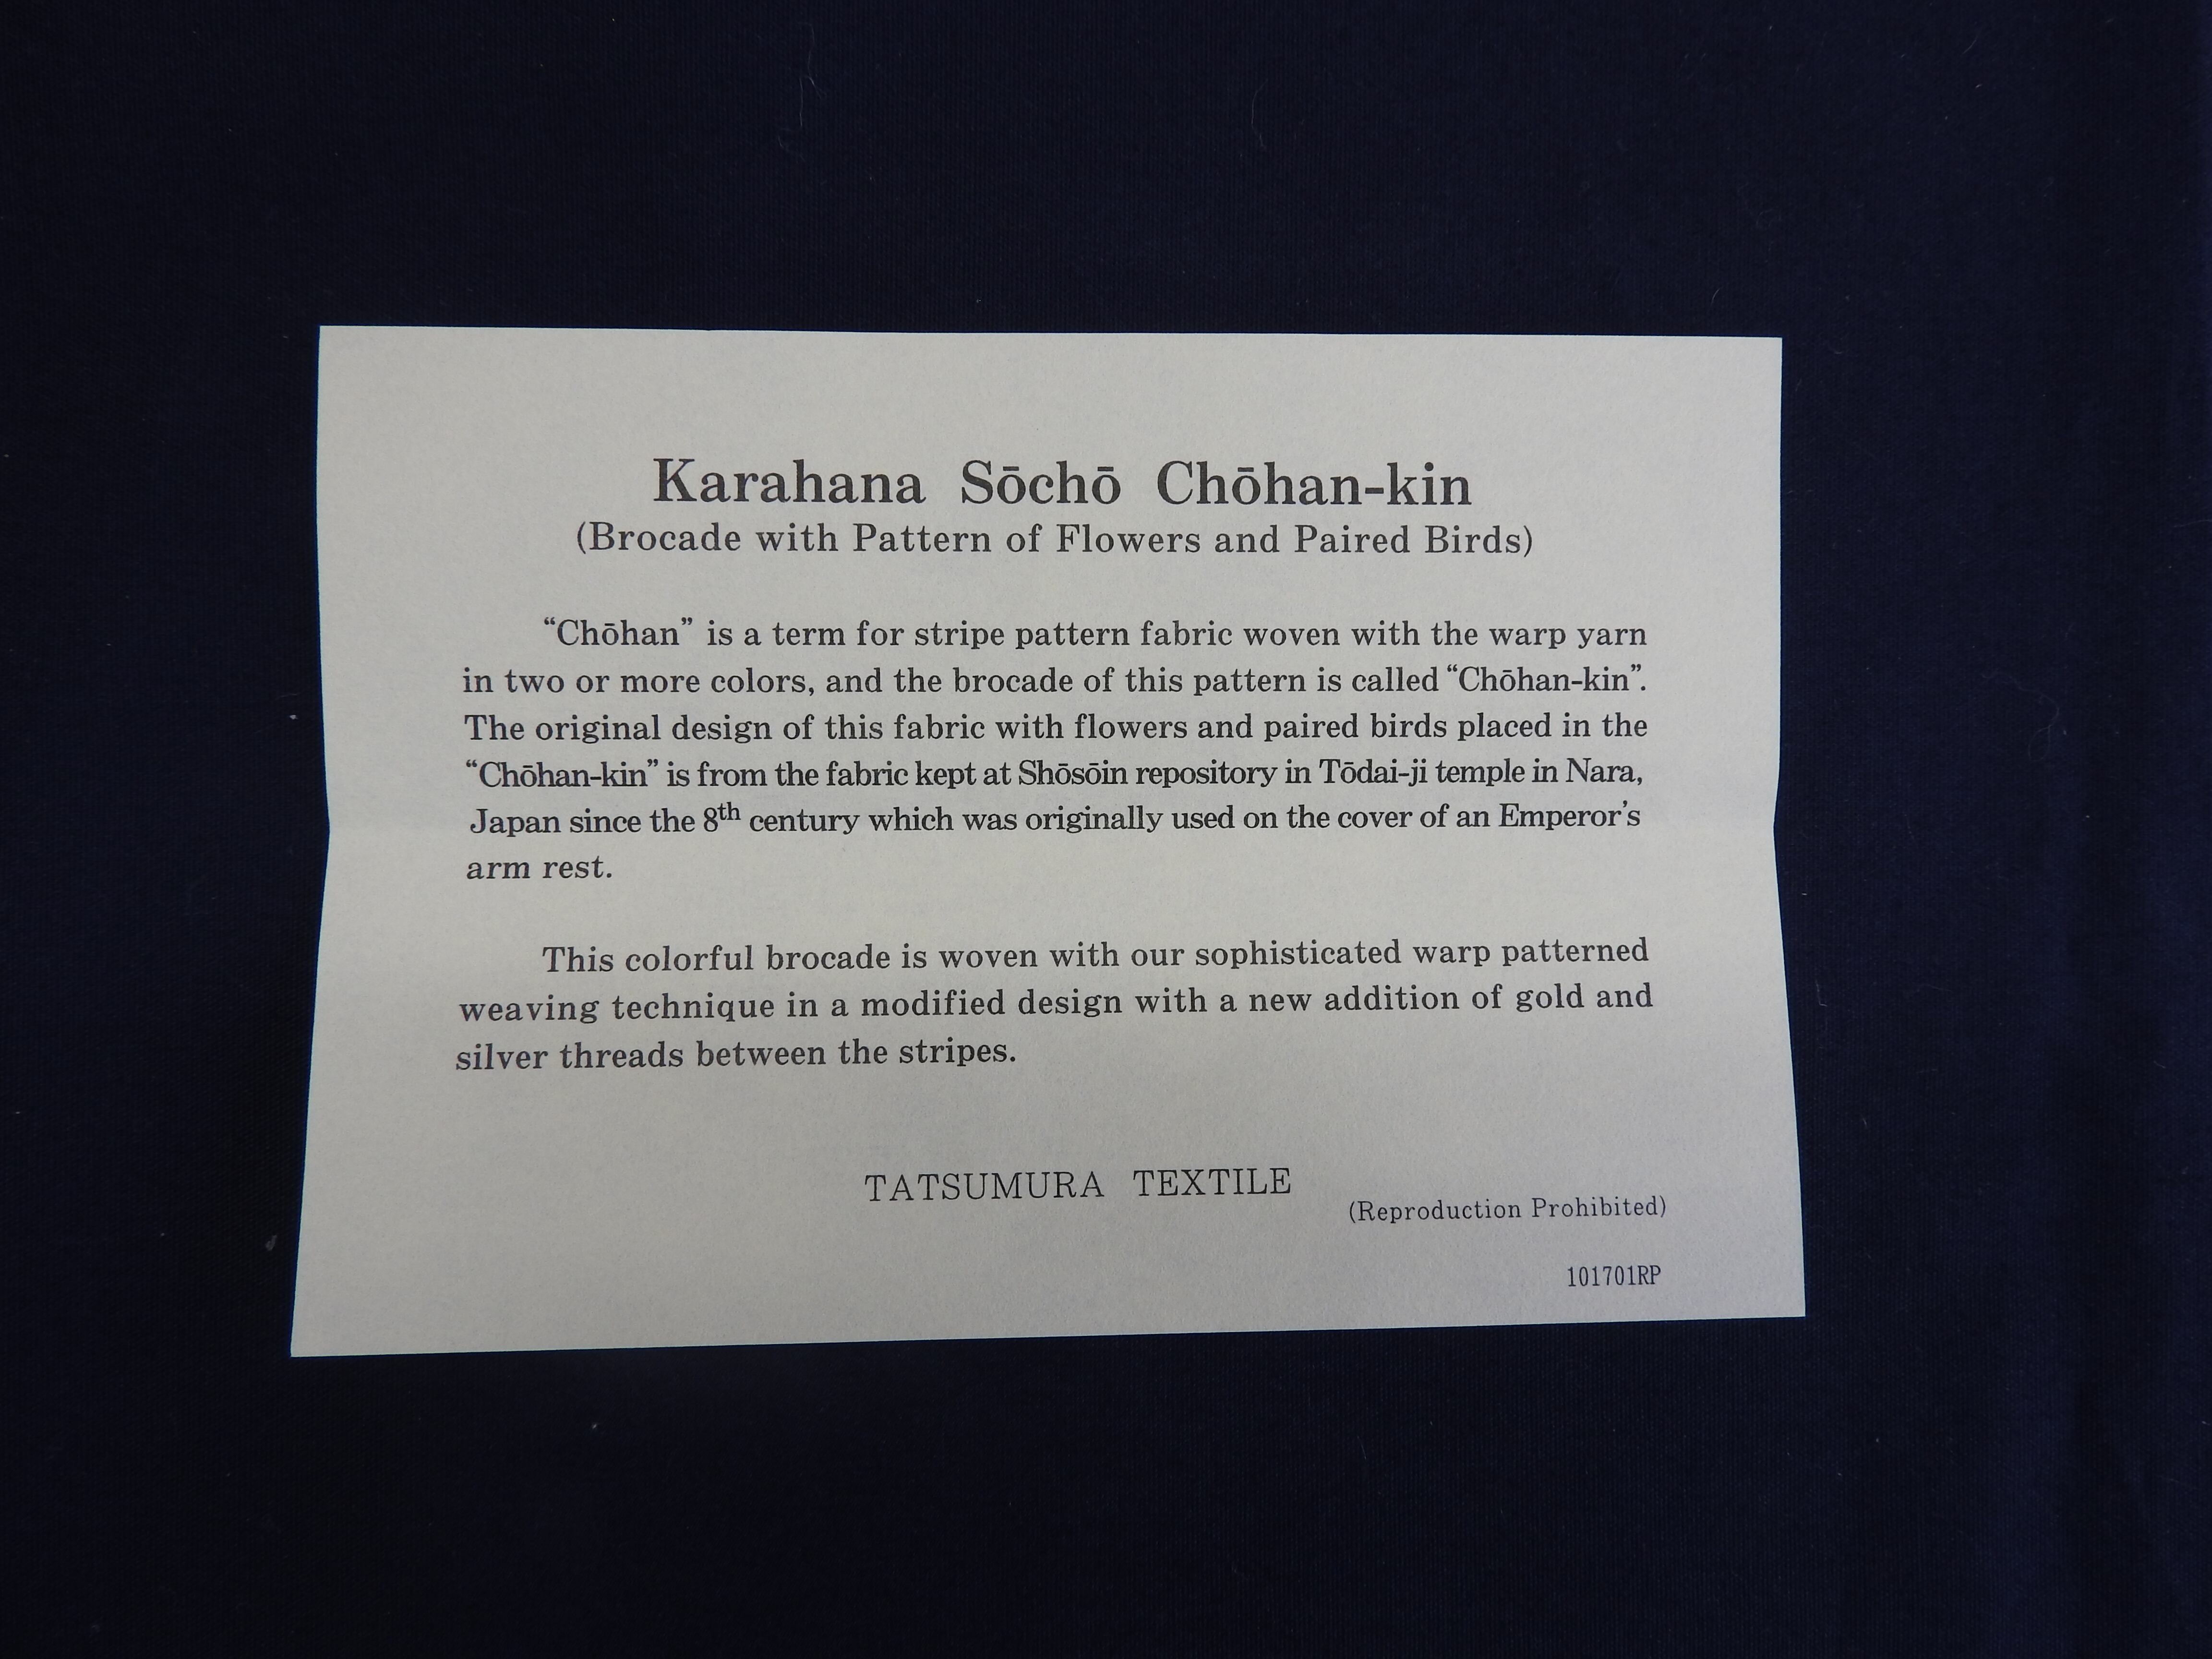 Karahana Sōchō Chōhan-kin
(Brocade with Pattern of Flowers and Paired Birds)
“Chōhan” is a term for stripe pattern fabric woven with the warp yarn
in two or more colors, and the brocade of this pattern is called “Chōhan-kin”.
The original design of this fabric with flowers and paired birds placed in the
“Chōhan-kin” is from the fabric kept at Shōsōin repository in Tōdai-ji temple in Nara,
Japan since the 8th century which was originally used on the cover of an Emperor’s
arm rest.
This colorful brocade is woven with our sophisticated warp patterned
weaving technique in a modified design with a new addition of gold and
silver threads between the stripes.
TATSUMURA TEXTILE
(Reproduction Prohibited)
101701RP